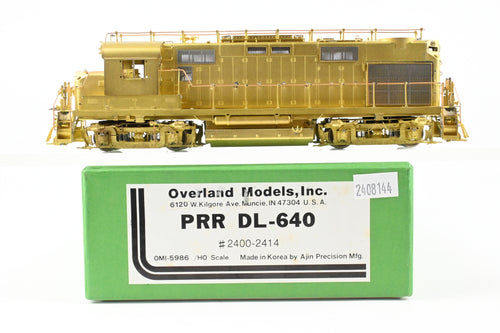 Overland Models, Inc.
6120 W. Kilgore Ave. Muncie, IN 47304 U.S.A.
2408144
PRR DL-640
#2400-2414
OMI-5986 /HO Scale Made in Korea by Ajin Precision Mfg.